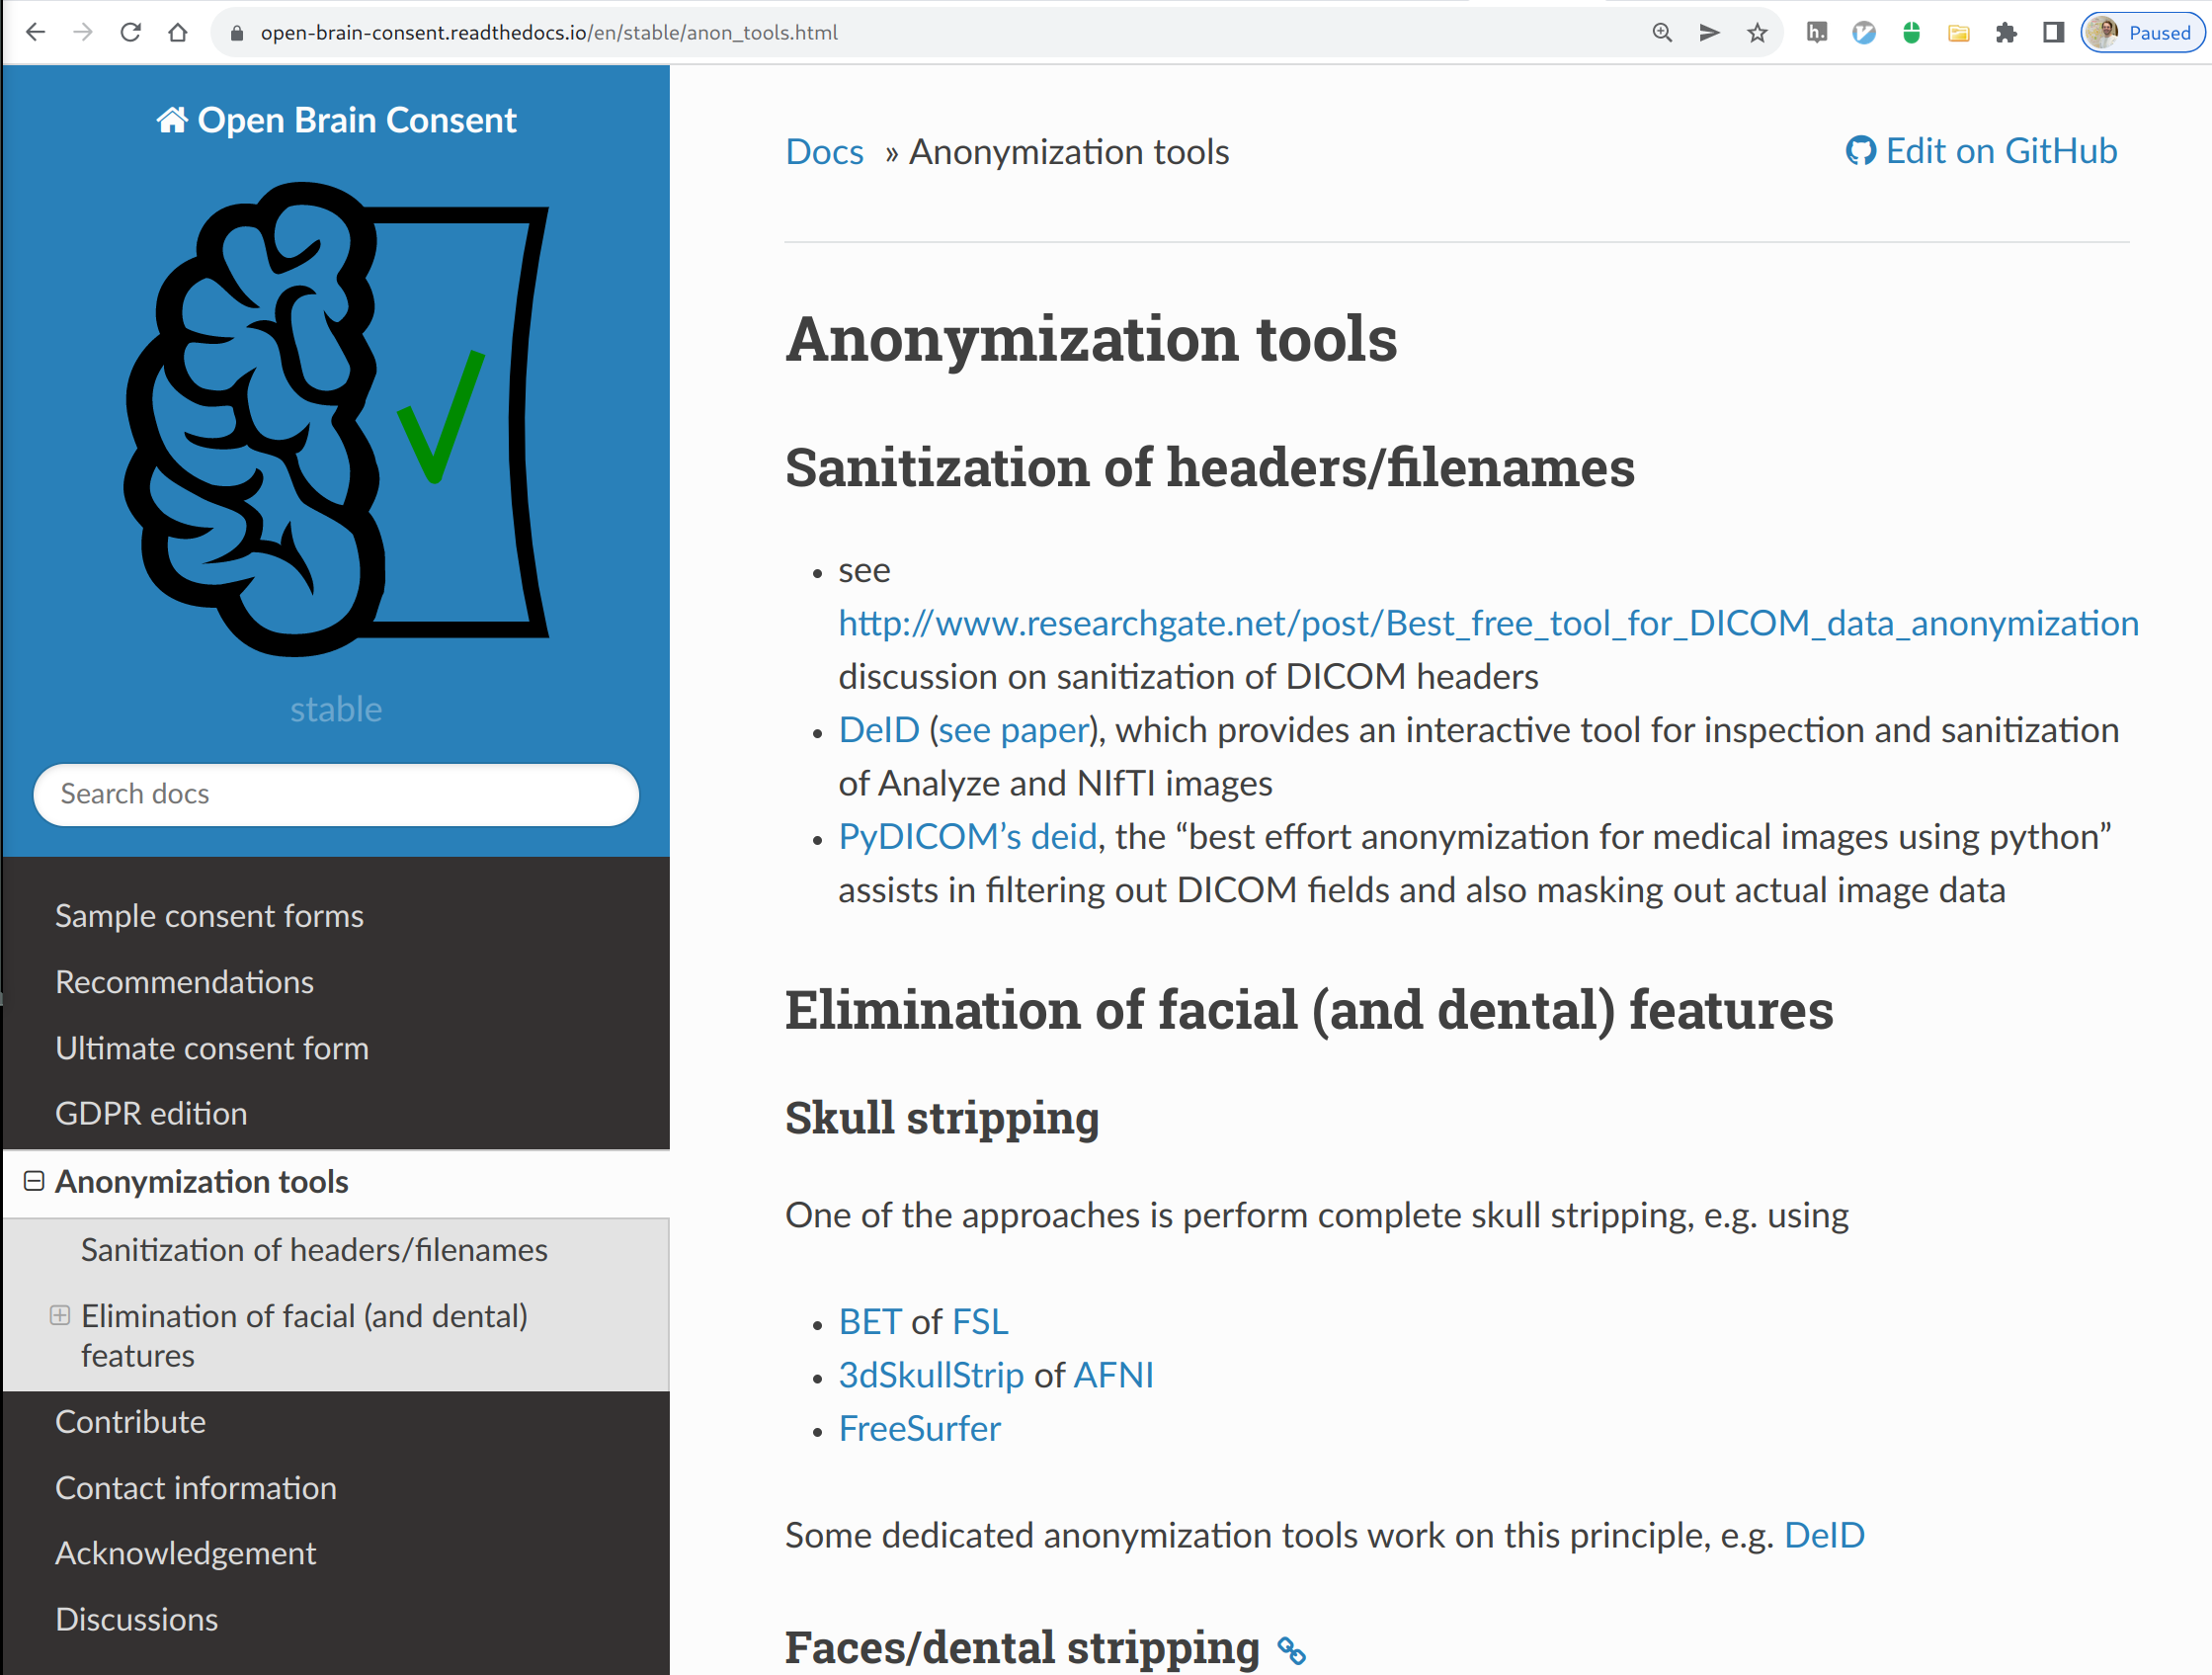 open-brain-consent.readthedocs.io/en/stable/anon_tools.html
h.
Paused
Open Brain Consent
stable
Search docs
Sample consent forms
Recommendations
Ultimate consent form
GDPR edition
Anonymization tools
Sanitization of headers/filenames
Elimination of facial (and dental)
features
Contribute
Contact information
Acknowledgement
Discussions
Docs » Anonymization tools
Edit on GitHub
Anonymization tools
Sanitization of headers/filenames
• see
http://www.researchgate.net/post/Best_free_tool_for_DICOM_data_anonymization
discussion on sanitization of DICOM headers
• DeID (see paper), which provides an interactive tool for inspection and sanitization
of Analyze and NIfTI images
• PyDICOM’s deid, the “best effort anonymization for medical images using python”
assists in filtering out DICOM fields and also masking out actual image data
Elimination of facial (and dental) features
Skull stripping
One of the approaches is perform complete skull stripping, e.g. using
• BET of FSL
• 3dSkullStrip of AFNI
• FreeSurfer
Some dedicated anonymization tools work on this principle, e.g. DeID
Faces/dental stripping